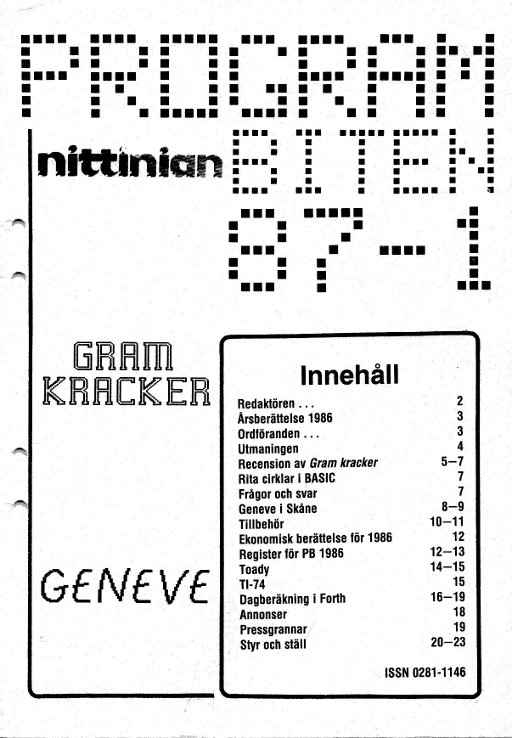 PROGRAM
nittinian BITEN
87-1
GRAM
KRACKER
GENEVE
Innehåll
Redaktören . . . 2
Årsberättelse 1986 3
Ordföranden . . . 3
Utmaningen 4
Recension av Gram kracker 5—7
Rita cirklar i BASIC 7
Frågor och svar 7
Geneve i Skåne 8—9
Tillbehör 10—11
Ekonomisk berättelse för 1986 12
Register för PB 1986 12—13
Toady 14—15
TI-74 15
Dagberäkning i Forth 16—19
Annonser 18
Pressgrannar 19
Styr och ställ 20—23
ISSN 0281-1146